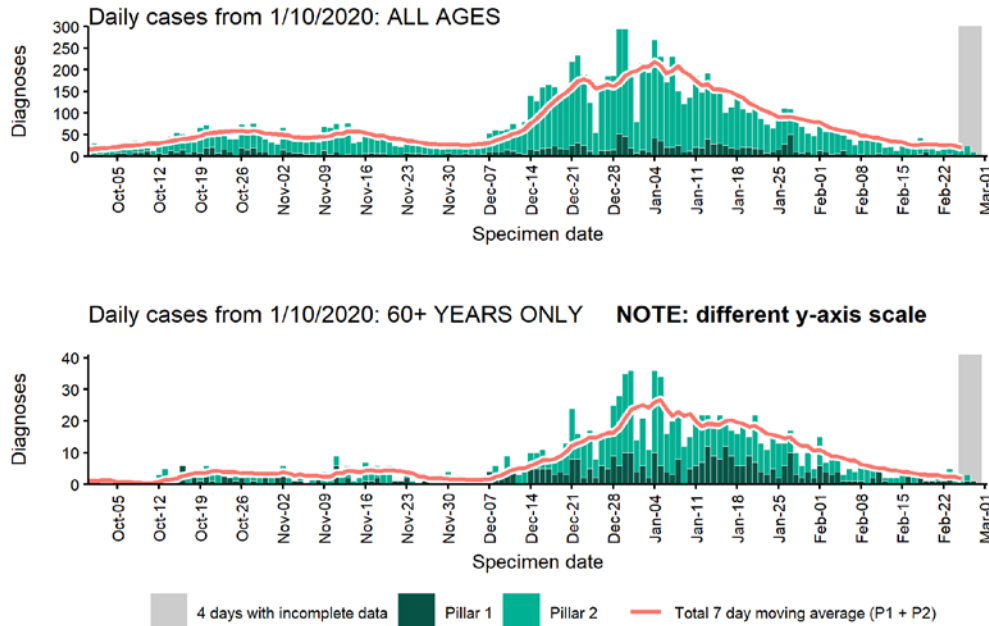 Daily cases from 1/10/2020: ALL AGES
300
250
200
150
100
50
0
Diagnoses
Oct-05
Oct-12
Oct-19
Oct-26
Nov-02
Nov-09
Nov-16
Nov-23
Nov-30
Dec-07
Dec-14
Dec-21
Dec-28
Jan-04
Jan-11
Jan-18
Jan-25
Feb-01
Feb-08
Feb-15
Feb-22
Mar-01
Specimen date
Daily cases from 1/10/2020: 60+ YEARS ONLY NOTE: different y-axis scale
40
30
20
10
0
Diagnoses
Oct-05
Oct-12
Oct-19
Oct-26
Nov-02
Nov-09
Nov-16
Nov-23
Nov-30
Dec-07
Dec-14
Dec-21
Dec-28
Jan-04
Jan-11
Jan-18
Jan-25
Feb-01
Feb-08
Feb-15
Feb-22
Mar-01
Specimen date
4 days with incomplete data Pillar 1 Pillar 2 Total 7 day moving average (P1 + P2)